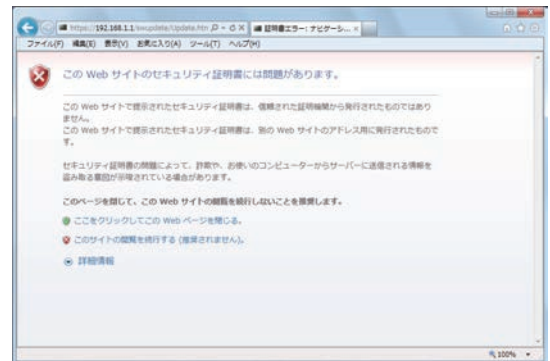 https://192.168.1.1/fwupdate/Update.htm
証明書エラー: ナビゲーシ...
ファイル(F) 編集(E) 表示(V) お気に入り(A) ツール(T) ヘルプ(H)
この Web サイトのセキュリティ証明書には問題があります。
この Web サイトで提示されたセキュリティ証明書は、信頼された証明機関から発行されたものではあり
ません。
この Web サイトで提示されたセキュリティ証明書は、別の Web サイトのアドレス用に発行されたもので
す。
セキュリティ証明書の問題によって、詐欺や、お使いのコンピューターからサーバーに送信される情報を
盗み取る意図が示唆されている場合があります。
このページを閉じて、この Web サイトの閲覧を続行しないことを推奨します。
ここをクリックしてこの Web ページを閉じる。
このサイトの閲覧を続行する (推奨されません)。
詳細情報
100%